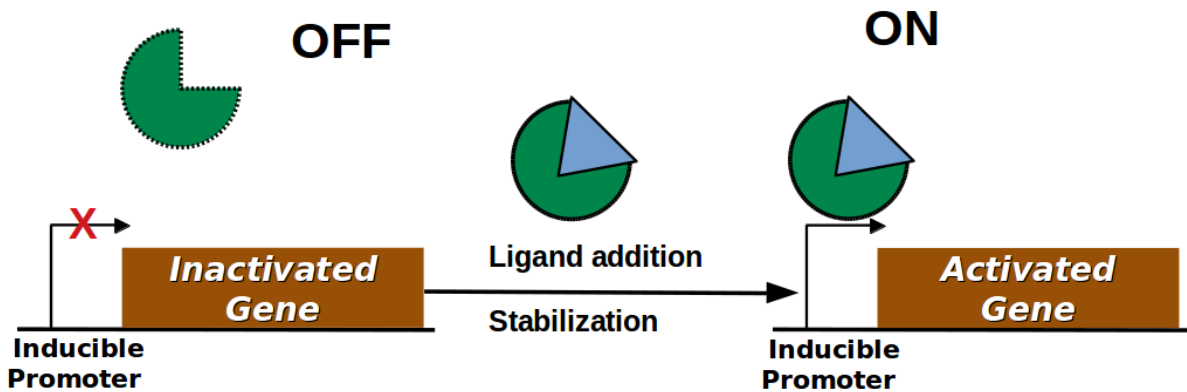 OFF
ON
X
Ligand addition
Stabilization
Inactivated
Gene
Activated
Gene
Inducible
Promoter
Inducible
Promoter